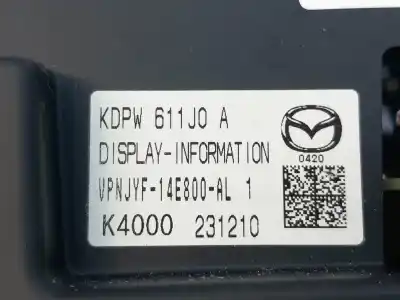 KDPW 611J0 A
DISPLAY-INFORMATION
0420
VPNJYF-14E800-AL 1
K4000 231210